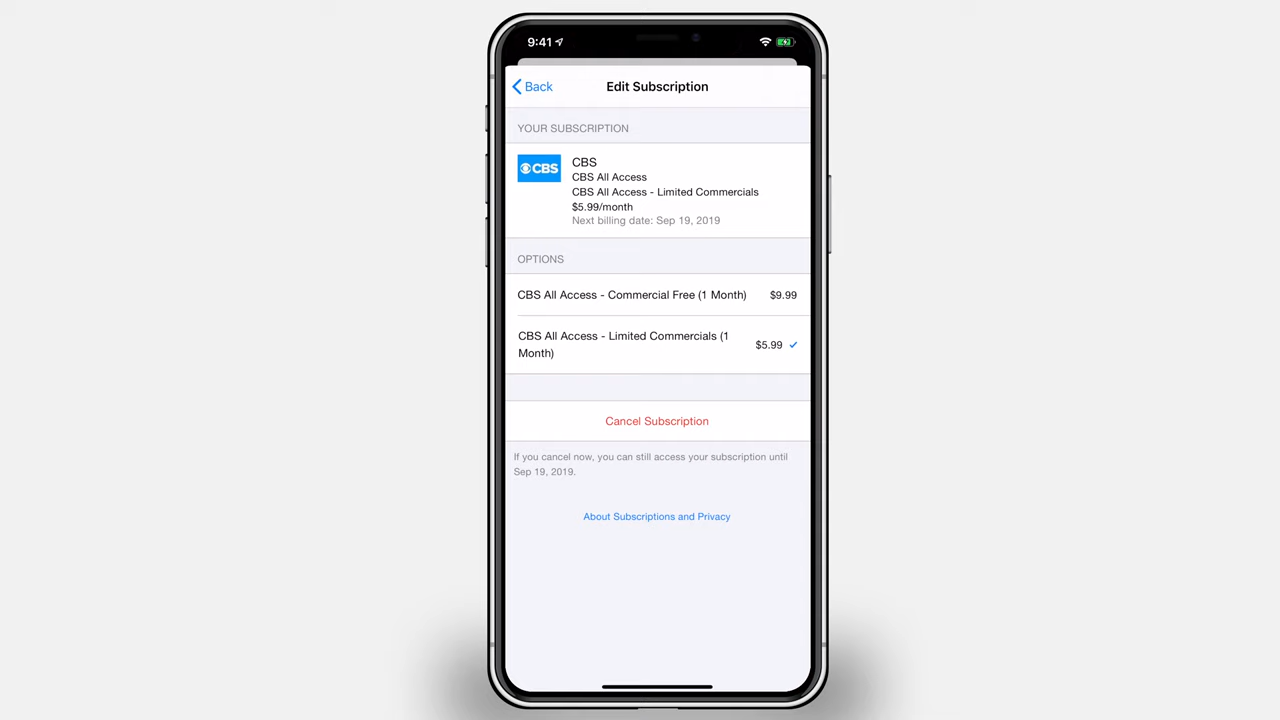 9:41
Back
Edit Subscription
YOUR SUBSCRIPTION
CBS
CBS
CBS All Access
CBS All Access - Limited Commercials
$5.99/month
Next billing date: Sep 19, 2019
OPTIONS
CBS All Access - Commercial Free (1 Month) $9.99
CBS All Access - Limited Commercials (1
Month)
$5.99
Cancel Subscription
If you cancel now, you can still access your subscription until
Sep 19, 2019.
About Subscriptions and Privacy